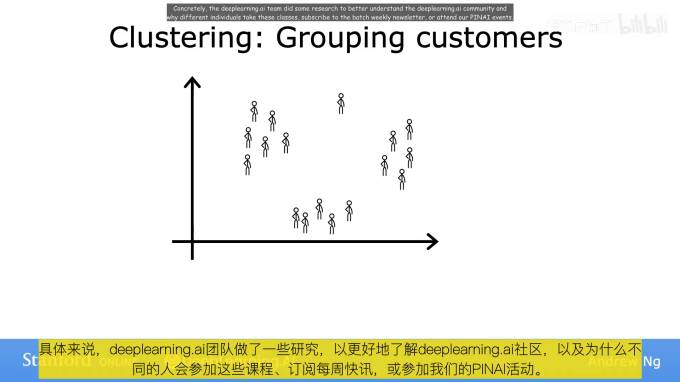 Concretely, the deeplearning.ai team did some research to better understand the deeplearning.ai community and
why different individuals take these classes, subscribe to the batch weekly newsletter, or attend our PINAI events.
bilibili
Clustering: Grouping customers
具体来说，deeplearning.ai团队做了一些研究，以更好地了解deeplearning.ai社区，以及为什么不
同的人会参加这些课程、订阅每周快讯，或参加我们的PINAI活动。
Stanford ONLINE
Andrew Ng